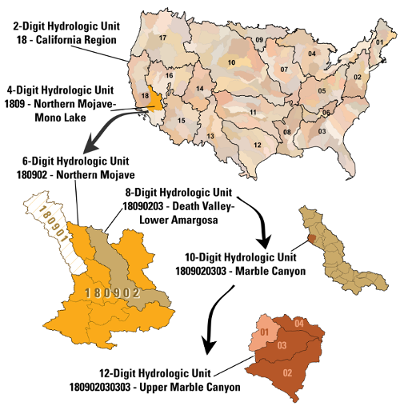 2-Digit Hydrologic Unit
18 - California Region
4-Digit Hydrologic Unit
1809 - Northern Mojave-
Mono Lake
6-Digit Hydrologic Unit
180902 - Northern Mojave
8-Digit Hydrologic Unit
18090203 - Death Valley-
Lower Amargosa
10-Digit Hydrologic Unit
1809020303 - Marble Canyon
12-Digit Hydrologic Unit
180902030303 - Upper Marble Canyon
17
09
01
04
16
10
07
02
18
14
05
06
15
11
13
12
08
03
180901
180902
01
04
03
02